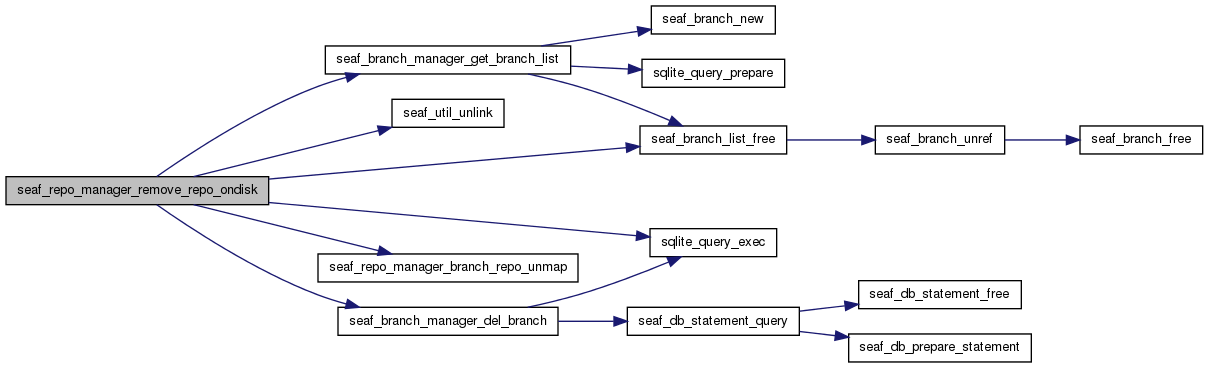 seaf_branch_new
seaf_branch_manager_get_branch_list
sqlite_query_prepare
seaf_util_unlink
seaf_branch_list_free
seaf_branch_unref
seaf_branch_free
seaf_repo_manager_remove_repo_ondisk
sqlite_query_exec
seaf_repo_manager_branch_repo_unmap
seaf_db_statement_free
seaf_branch_manager_del_branch
seaf_db_statement_query
seaf_db_prepare_statement